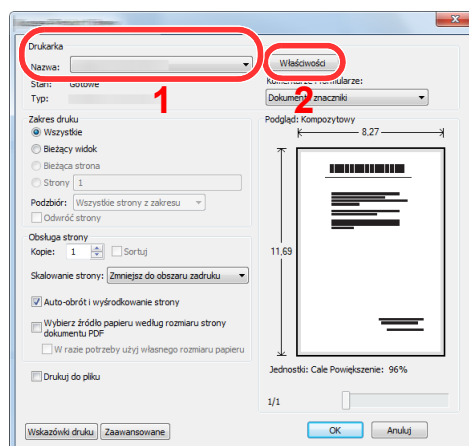 Drukarka
Nazwa:
Właściwości
Stan: Gotowe
Komentarze i formularze:
1
2
Typ:
Dokument i znaczniki
Zakres druku
Wszystkie
Bieżący widok
Bieżąca strona
Strony 1
Podzbiór: Wszystkie strony z zakresu
Odwróć strony
Obsługa strony
Kopie: 1 Sortuj
Skalowanie strony: Zmniejsz do obszaru zadruku
Auto-obrót i wyśrodkowanie strony
Wybierz źródło papieru według rozmiaru strony
dokumentu PDF
W razie potrzeby użyj własnego rozmiaru papieru
Drukuj do pliku
Podgląd: Kompozytowy
8,27
11,69
Jednostki: Cale Powiększenie: 96%
1/1
Wskazówki druku Zaawansowane
OK Anuluj